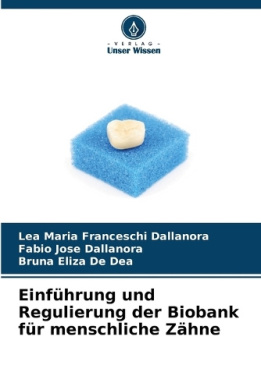 VERLAG
Unser Wissen
Lea Maria Franceschi Dallanora
Fabio Jose Dallanora
Bruna Eliza De Dea
Einführung und
Regulierung der Biobank
für menschliche Zähne